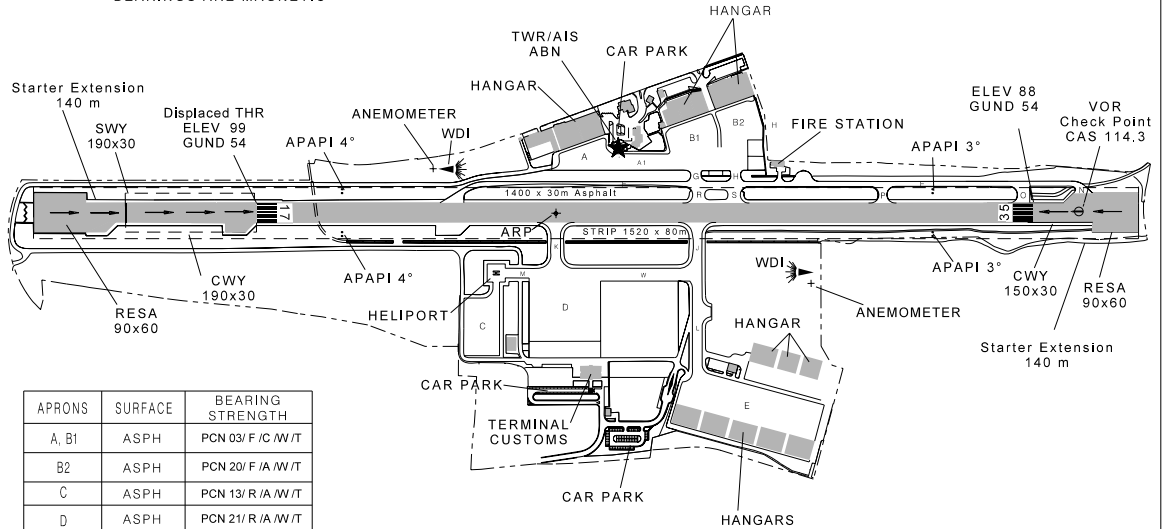 BEARINGS ARE MAGNETIC
HANGAR
TWR/AIS
ABN
CAR PARK
HANGAR
Starter Extension
140 m
SWY
190x30
Displaced THR
ELEV 99
GUND 54
ANEMOMETER
WDI
APAPI 4°
ELEV 88
GUND 54
VOR
Check Point
CAS 114,3
FIRE STATION
APAPI 3°
A
A1
B1
B2
H
G
H
N
1400 x 30m Asphalt
R
S
P
O
17
35
ARP
STRIP 1520 x 80m
K
J
APAPI 4°
CWY
190x30
RESA
90x60
HELIPORT
M
W
WDI
ANEMOMETER
APAPI 3°
CWY
150x30
RESA
90x60
Starter Extension
140 m
C
D
L
HANGAR
CAR PARK
TERMINAL
CUSTOMS
E
CAR PARK
HANGARS
APRONS SURFACE BEARING
STRENGTH
A, B1 ASPH PCN 03/ F /C /W /T
B2 ASPH PCN 20/ F /A /W /T
C ASPH PCN 13/ R /A /W /T
D ASPH PCN 21/ R /A /W /T